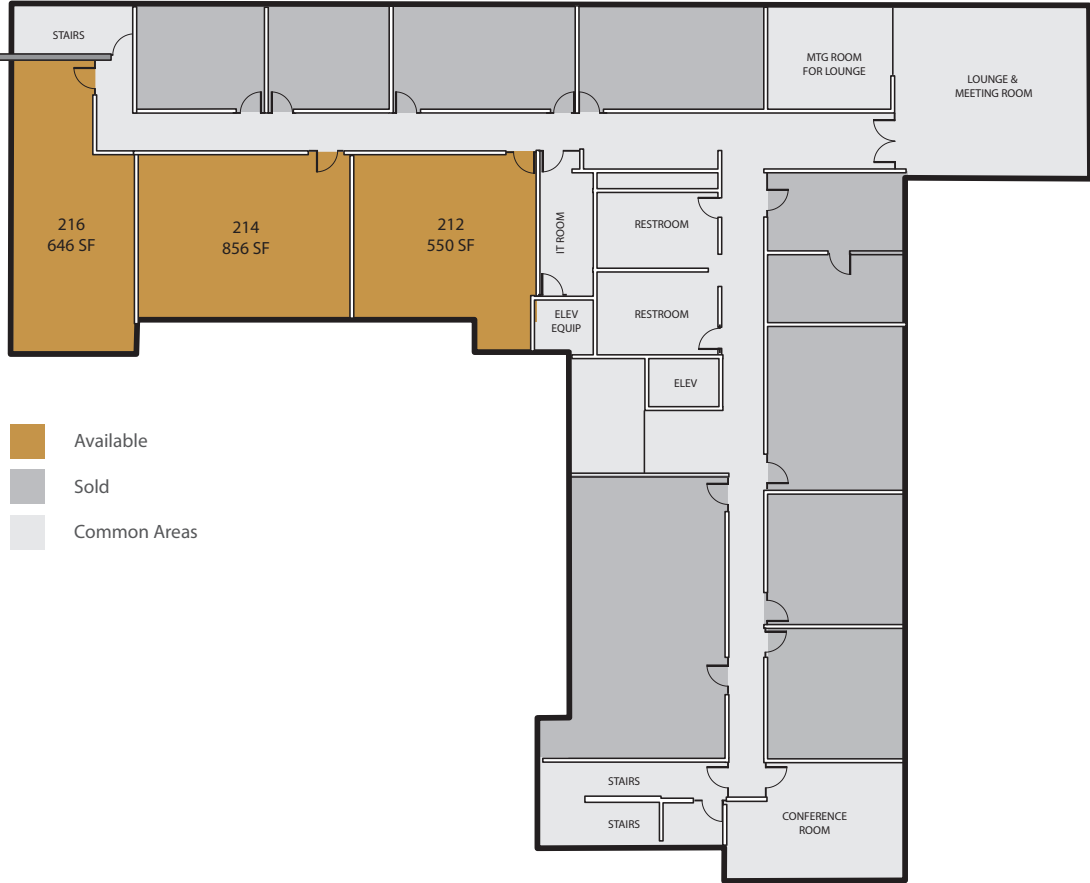 STAIRS
MTG ROOM
FOR LOUNGE
LOUNGE &
MEETING ROOM
216
646 SF
214
856 SF
212
550 SF
IT ROOM
RESTROOM
ELEV
EQUIP
RESTROOM
ELEV
Available
Sold
Common Areas
STAIRS
STAIRS
CONFERENCE
ROOM